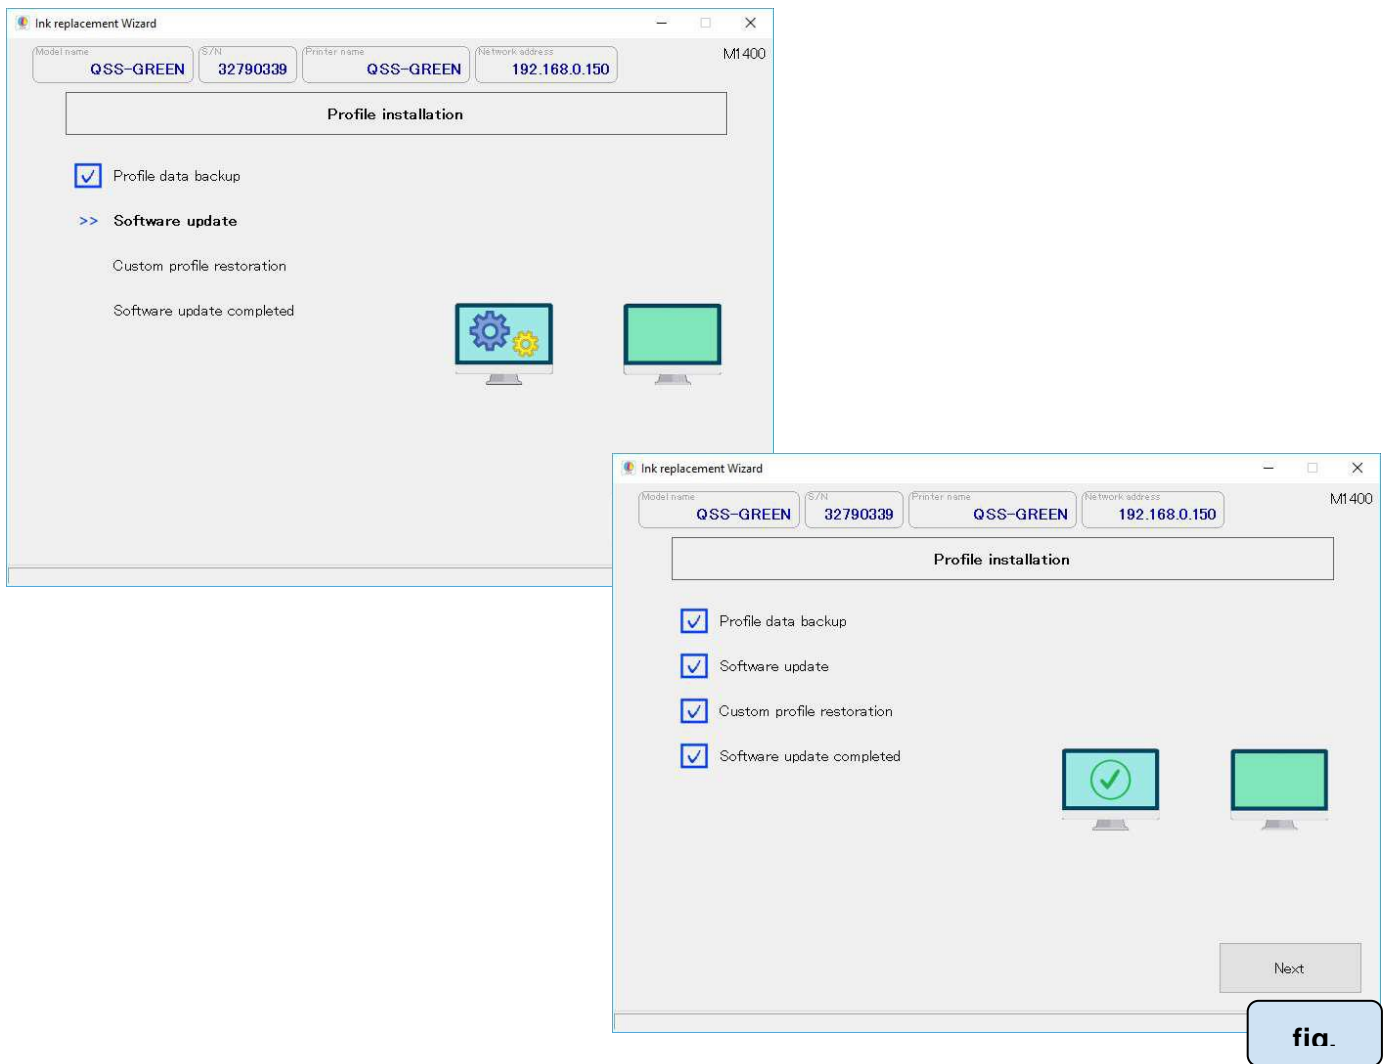 Ink replacement Wizard
Model name
QSS-GREEN
S/N
32790339
Printer name
QSS-GREEN
Network address
192.168.0.150
M1400
Profile installation
Profile data backup
>> Software update
Custom profile restoration
Software update completed
Ink replacement Wizard
Model name
QSS-GREEN
S/N
32790339
Printer name
QSS-GREEN
Network address
192.168.0.150
M1400
Profile installation
Profile data backup
Software update
Custom profile restoration
Software update completed
Next
fig.